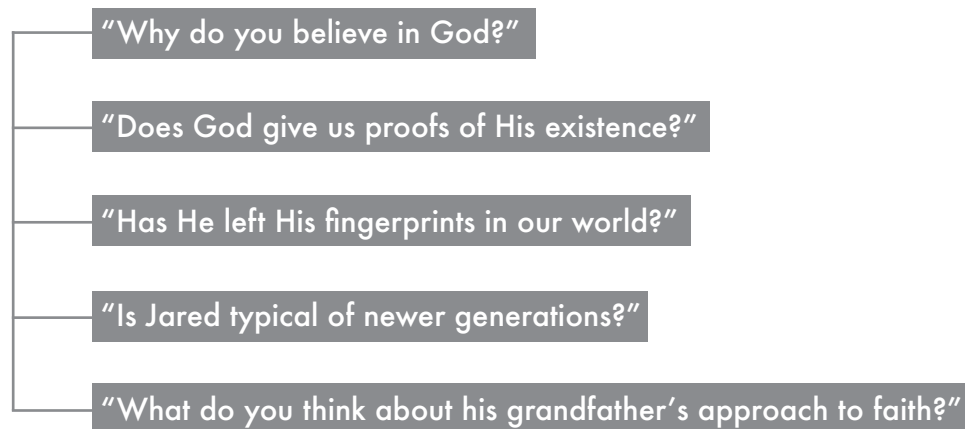 “Why do you believe in God?”
“Does God give us proofs of His existence?”
“Has He left His fingerprints in our world?”
“Is Jared typical of newer generations?”
“What do you think about his grandfather’s approach to faith?”